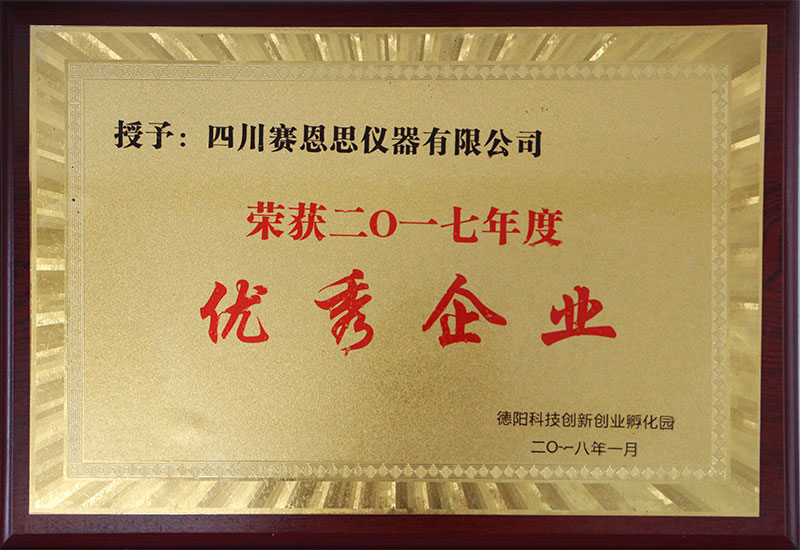 授予：四川赛恩思仪器有限公司
荣获二〇一七年度
优秀企业
德阳科技创新创业孵化园
二〇一八年一月